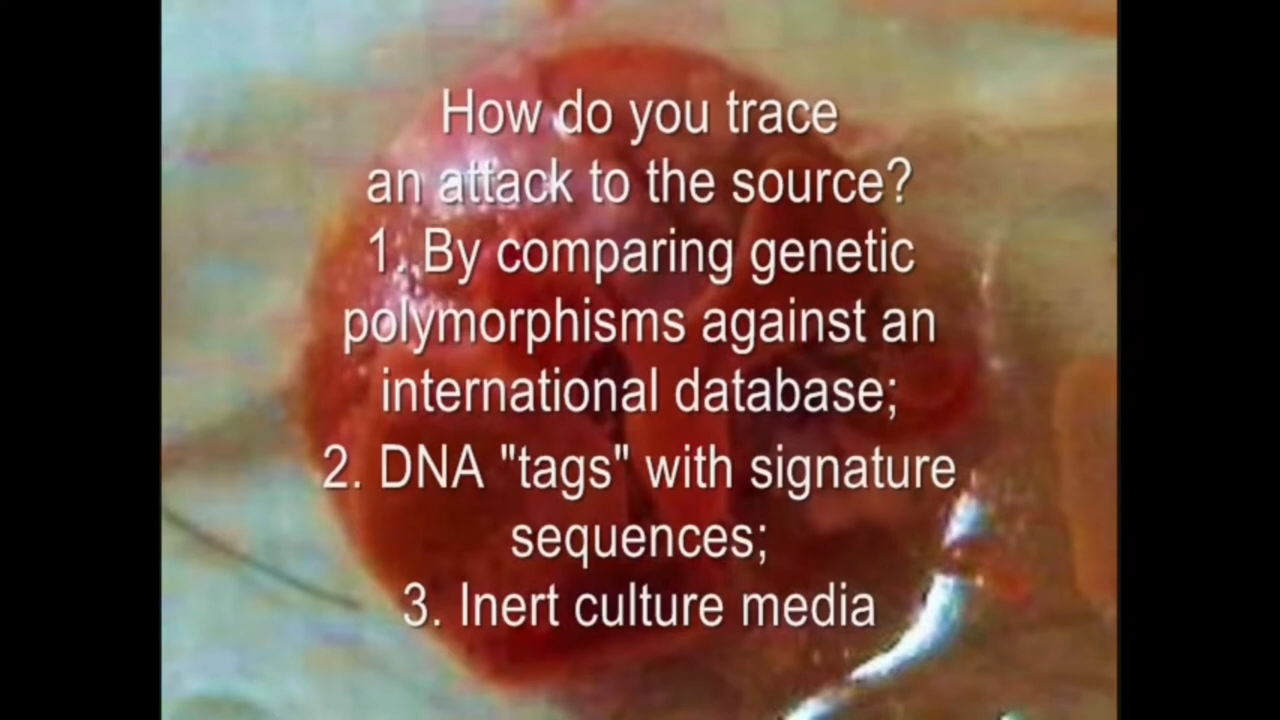 How do you trace
an attack to the source?
1. By comparing genetic
polymorphisms against an
international database;
2. DNA "tags" with signature
sequences;
3. Inert culture media